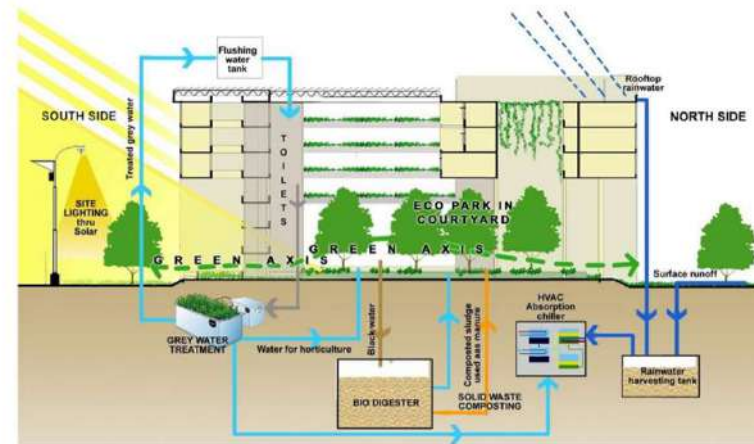 Flushing
water
tank
Rooftop
rainwater
SOUTH SIDE
NORTH SIDE
Treated grey water
TOILETS
SITE
LIGHTING
thru
Solar
ECO PARK IN
COURTYARD
GREEN AXIS
GREEN AXIS
Surface runoff
HVAC
Absorption
chiller
GREY WATER
TREATMENT
Water for horticulture
Black water
Composted sludge
used ass manure
Rainwater
harvesting tank
BIO DIGESTER
SOLID WASTE
COMPOSTING